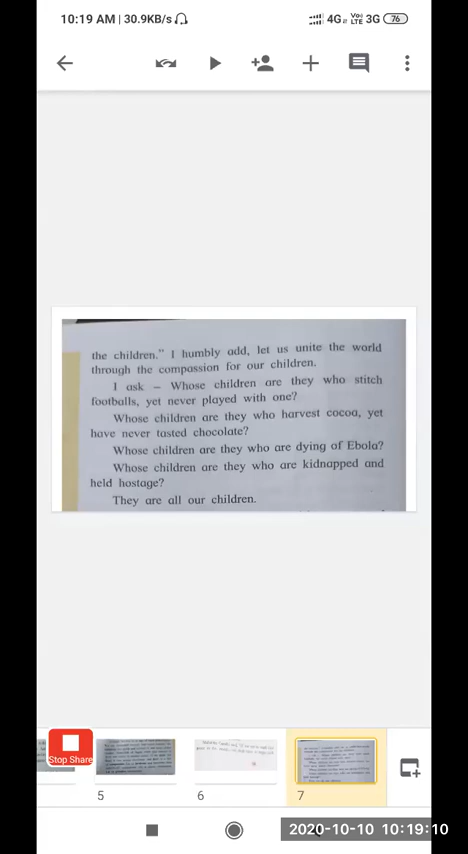 10:19 AM | 30.9KB/s 4G Vo) LTE 3G 76
the children." I humbly add, let us unite the world
through the compassion for our children.
I ask – Whose children are they who stitch
footballs, yet never played with one?
Whose children are they who harvest cocoa, yet
have never tasted chocolate?
Whose children are they who are dying of Ebola?
Whose children are they who are kidnapped and
held hostage?
They are all our children.
Stop Share
5
6
7
2020-10-10 10:19:10